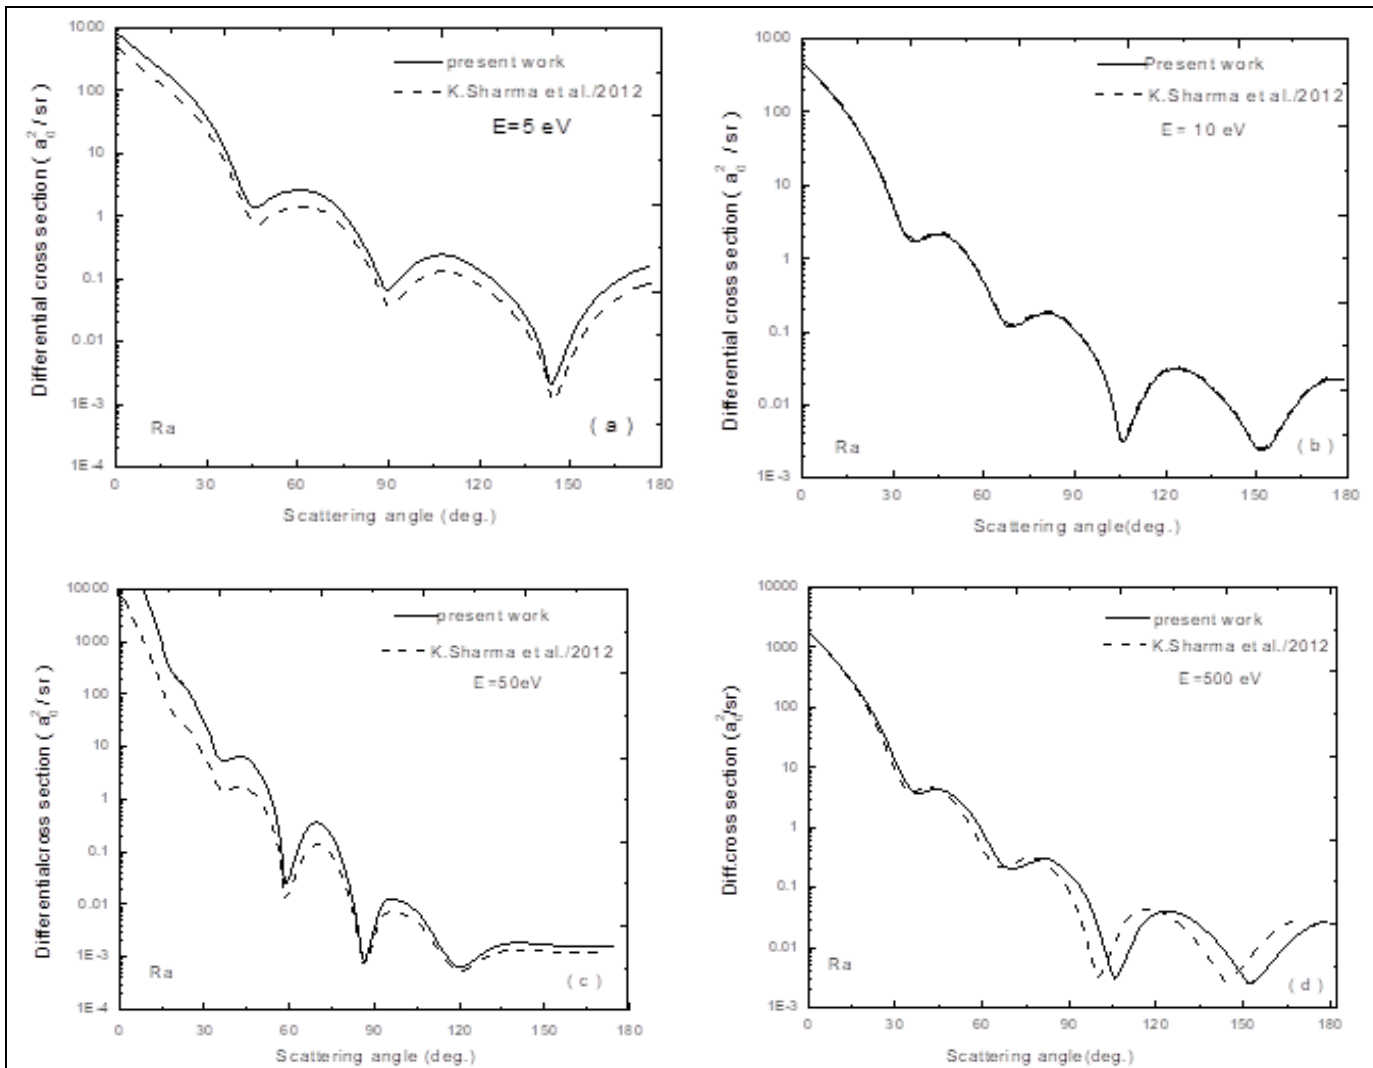 1000
100
10
1
0.1
0.01
1E-3
1E-4
Differential cross section ( a₀² / sr )
present work
K.Sharma et al./2012
E=5 eV
Ra
( a )
0 30 60 90 120 150 180
Scattering angle (deg.)
1000
100
10
1
0.1
0.01
1E-3
Differential cross section ( a₀² / sr )
Present work
K.Sharma et al./2012
E = 10 eV
Ra
( b )
0 30 60 90 120 150 180
Scattering angle(deg.)
10000
1000
100
10
1
0.1
0.01
1E-3
1E-4
Differentialcross section ( a₀² / sr )
present work
K.Sharma et al./2012
E=50eV
Ra
( c )
0 30 60 90 120 150 180
Scattering angle (deg.)
10000
1000
100
10
1
0.1
0.01
1E-3
Diff.cross section (a₀²/sr)
present work
K.Sharma et al./2012
E=500 eV
Ra
( d )
0 30 60 90 120 150 180
Scattering angle(deg.)